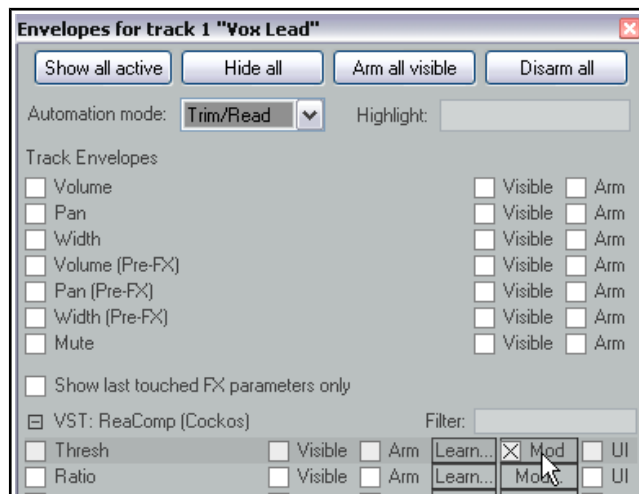 Envelopes for track 1 "Vox Lead"
Show all active Hide all Arm all visible Disarm all
Automation mode: Trim/Read Highlight:
Track Envelopes
Volume Visible Arm
Pan Visible Arm
Width Visible Arm
Volume (Pre-FX) Visible Arm
Pan (Pre-FX) Visible Arm
Width (Pre-FX) Visible Arm
Mute Visible Arm
Show last touched FX parameters only
VST: ReaComp (Cockos) Filter:
Thresh Visible Arm Learn... Mod UI
Ratio Visible Arm Learn... Mod... UI